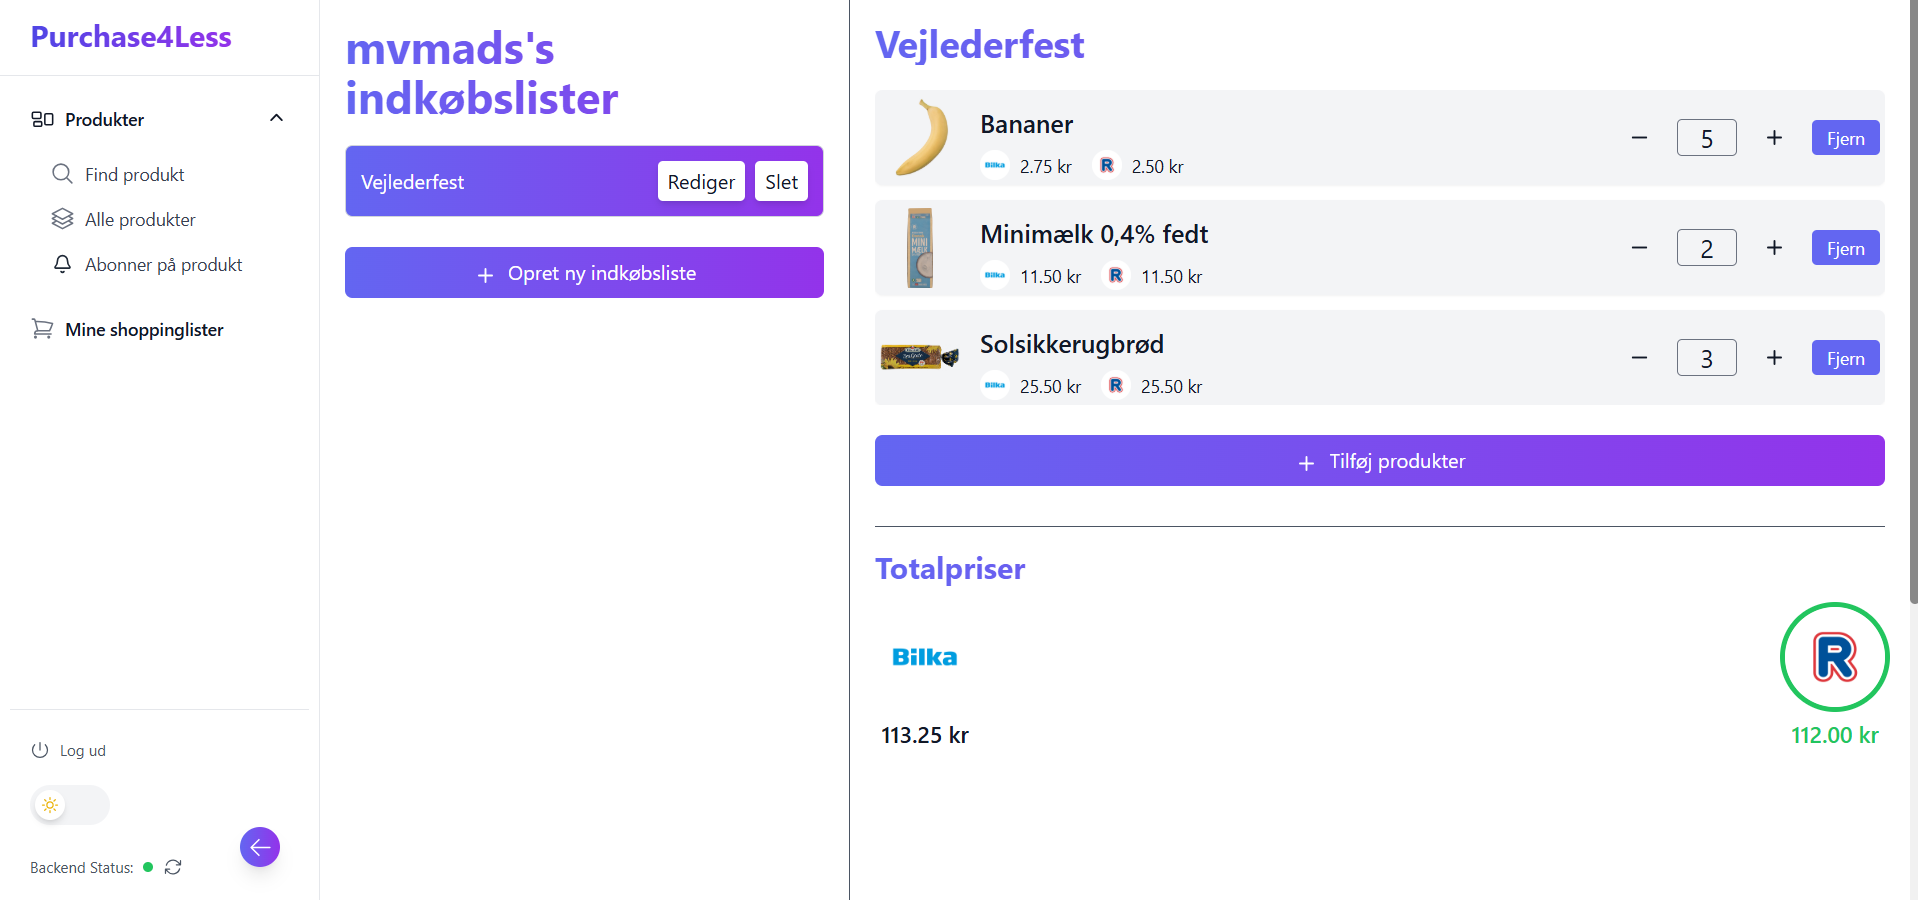 Purchase4Less
Produkter
Find produkt
Alle produkter
Abonner på produkt
Mine shoppinglister
Log ud
Backend Status:
mvmads's
indkøbslister
Vejlederfest
Rediger
Slet
+ Opret ny indkøbsliste
Vejlederfest
Bananer
Bilka 2.75 kr R 2.50 kr
− 5 + Fjern
Minimælk 0,4% fedt
Bilka 11.50 kr R 11.50 kr
− 2 + Fjern
MINI
MÆLK
Solsikkerugbrød
Bilka 25.50 kr R 25.50 kr
− 3 + Fjern
+ Tilføj produkter
Totalpriser
Bilka
R
113.25 kr
112.00 kr